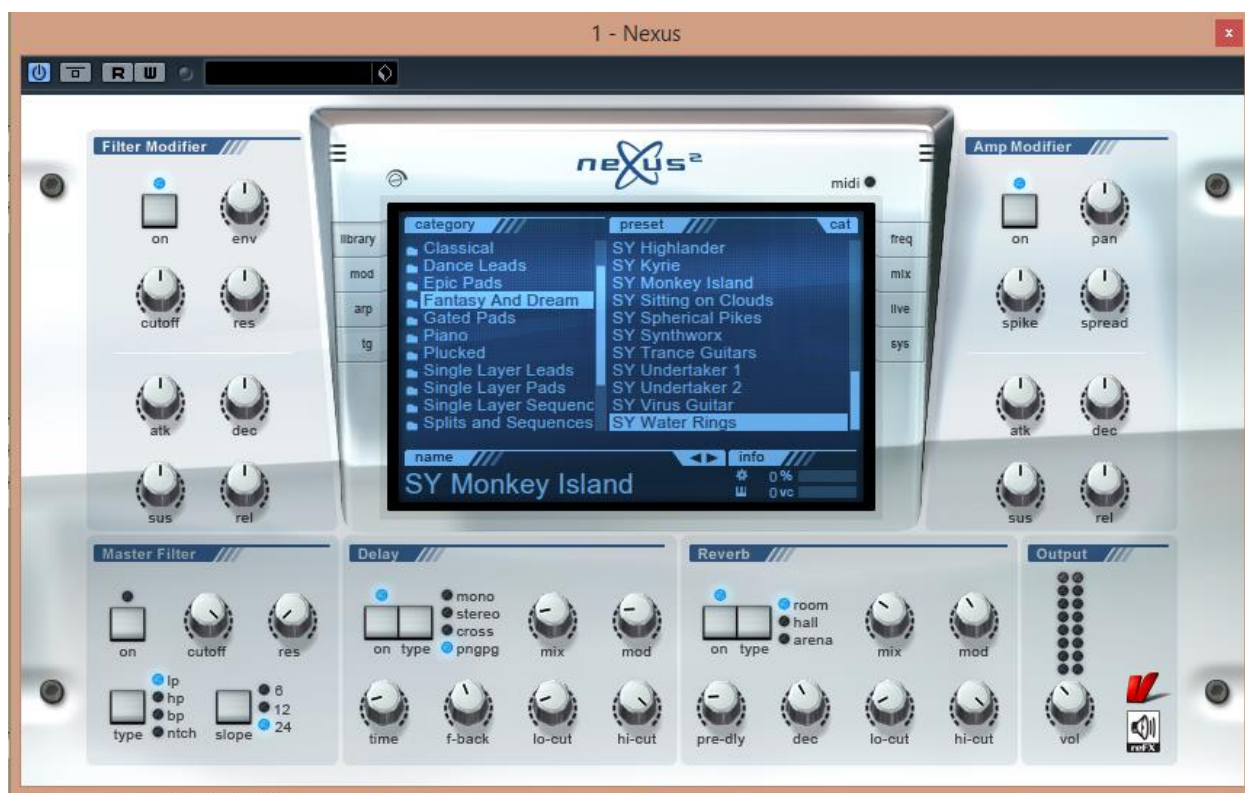 1 - Nexus
x
R W
Filter Modifier
on env
cutoff res
atk dec
sus rel
nexus²
midi
library
mod
arp
tg
category
Classical
Dance Leads
Epic Pads
Fantasy And Dream
Gated Pads
Piano
Plucked
Single Layer Leads
Single Layer Pads
Single Layer Sequenc
Splits and Sequences
preset cat
SY Highlander
SY Kyrie
SY Monkey Island
SY Sitting on Clouds
SY Spherical Pikes
SY Synthworx
SY Trance Guitars
SY Undertaker 1
SY Undertaker 2
SY Virus Guitar
SY Water Rings
name
SY Monkey Island
info
0 %
0 vc
freq
mix
live
sys
Amp Modifier
on pan
spike spread
atk dec
sus rel
Master Filter
on cutoff res
type
lp
hp
bp
ntch
slope
6
12
24
Delay
on type
mono
stereo
cross
pngpg
mix mod
time f-back lo-cut hi-cut
Reverb
on type
room
hall
arena
mix mod
pre-dly dec lo-cut hi-cut
Output
vol
reFX